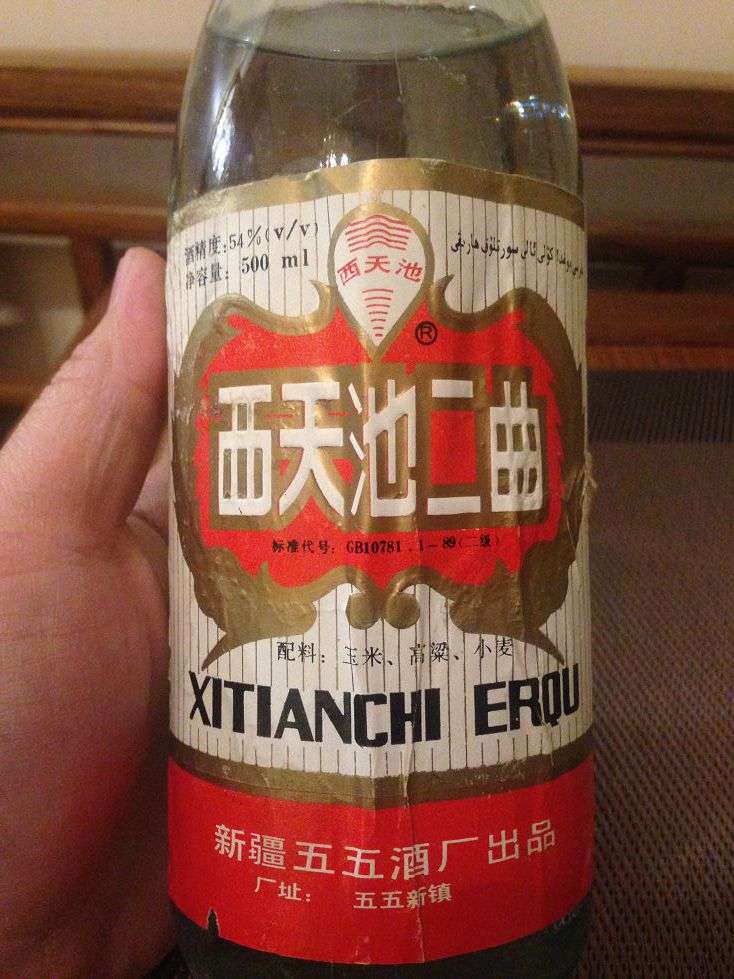 酒精度:54%(v/v)
净容量: 500 ml
西天池
®
西天池二曲
标准代号: GB10781.1-89(二级)
配料: 玉米、高粱、小麦
XITIANCHI ERQU
新疆五五酒厂出品
厂址: 五五新镇